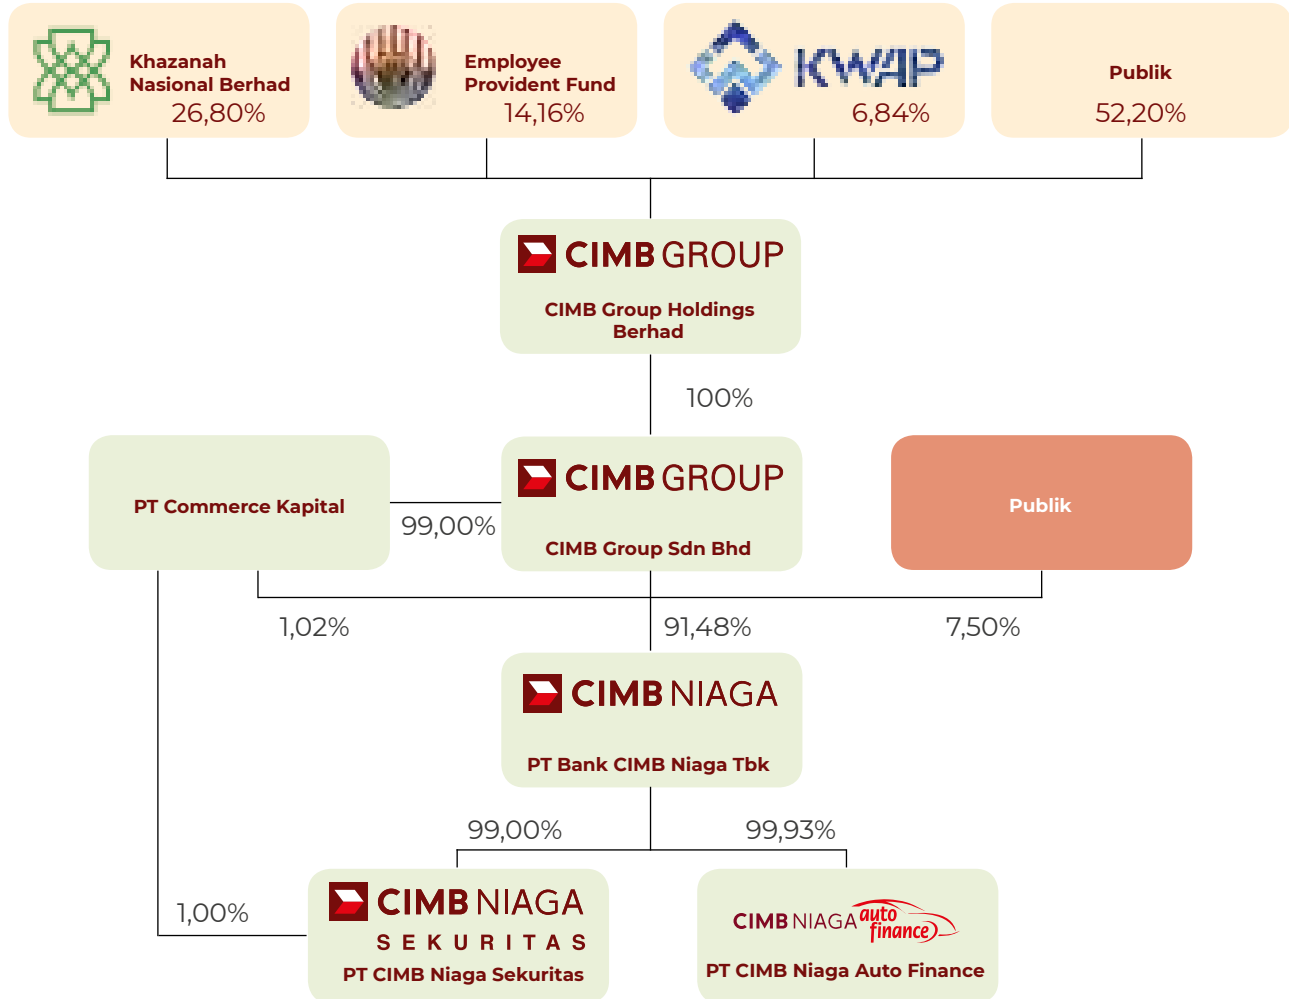 Khazanah
Nasional Berhad
26,80%
Employee
Provident Fund
14,16%
KWAP
6,84%
Publik
52,20%
CIMB GROUP
CIMB Group Holdings
Berhad
100%
PT Commerce Kapital
99,00%
CIMB GROUP
CIMB Group Sdn Bhd
Publik
1,02%
91,48%
7,50%
CIMB NIAGA
PT Bank CIMB Niaga Tbk
99,00%
99,93%
1,00%
CIMB NIAGA
SEKURITAS
PT CIMB Niaga Sekuritas
CIMB NIAGA auto
finance
PT CIMB Niaga Auto Finance